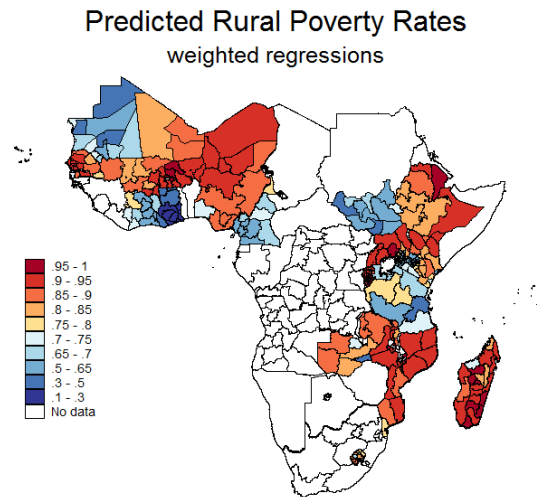 Predicted Rural Poverty Rates
weighted regressions
.95 - 1
.9 - .95
.85 - .9
.8 - .85
.75 - .8
.7 - .75
.65 - .7
.5 - .65
.3 - .5
.1 - .3
No data